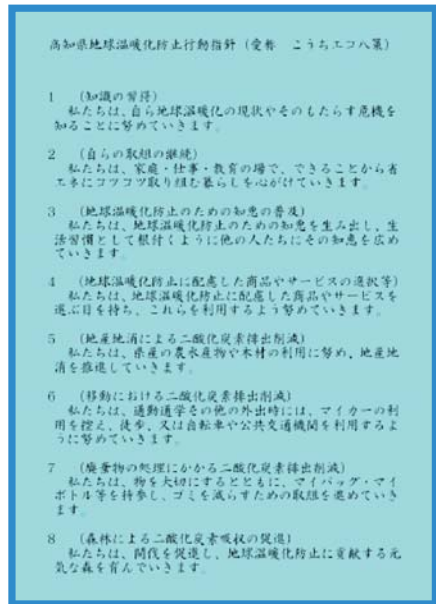 高知県地球温暖化防止行動指針（愛称　こうちエコ八策）
1　（知識の習得）
私たちは、自ら地球温暖化の現状やそのもたらす危機を
知ることに努めていきます。
2　（自らの取組の継続）
私たちは、家庭・仕事・教育の場で、できることから省
エネにコツコツ取り組む暮らしを心がけていきます。
3　（地球温暖化防止のための知恵の普及）
私たちは、地球温暖化防止のための知恵を生み出し、生
活習慣として根付くように他の人たちにその知恵を広め
ていきます。
4　（地球温暖化防止に配慮した商品やサービスの選択等）
私たちは、地球温暖化防止に配慮した商品やサービスを
選ぶ目を持ち、これらを利用するよう努めていきます。
5　（地産地消による二酸化炭素排出削減）
私たちは、県産の農水産物や木材の利用に努め、地産地
消を推進していきます。
6　（移動における二酸化炭素排出削減）
私たちは、通勤通学その他の外出時には、マイカーの利
用を控え、徒歩、又は自転車や公共交通機関を利用するよ
うに努めていきます。
7　（廃棄物の処理にかかる二酸化炭素排出削減）
私たちは、物を大切にするとともに、マイバッグ・マイ
ボトル等を持参し、ゴミを減らすための取組を進めていき
ます。
8　（森林による二酸化炭素吸収の促進）
私たちは、間伐を促進し、地球温暖化防止に貢献する元
気な森を育んでいきます。